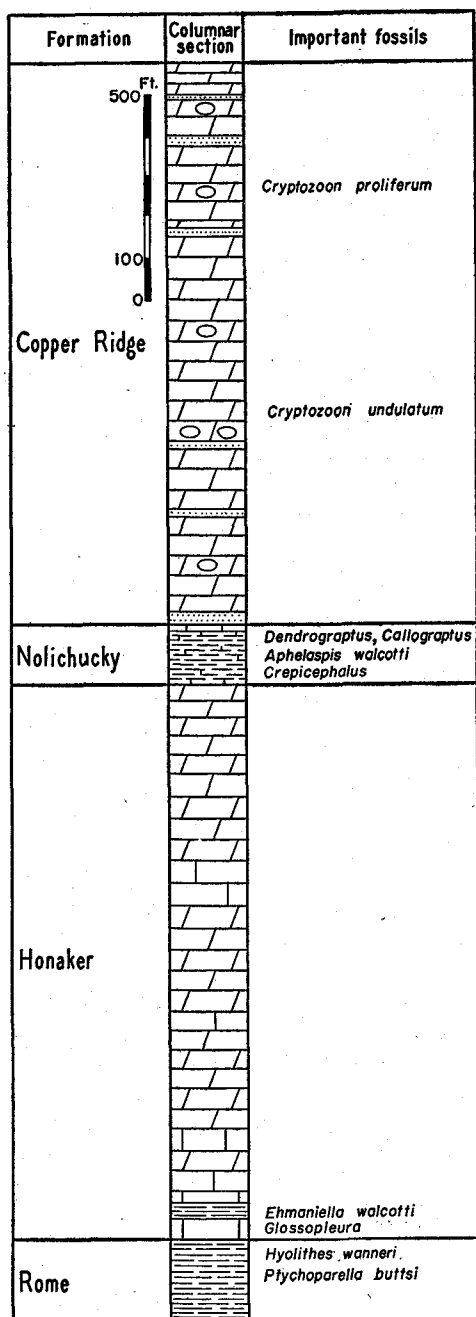 Formation
Columnar section
Important fossils
Ft.
500
100
0
Copper Ridge
Cryptozoon proliferum
Cryptozoon undulatum
Nolichucky
Dendrograptus, Callograptus
Aphelaspis walcotti
Crepicephalus
Honaker
Ehmaniella walcotti
Glossopleura
Rome
Hyolithes wanneri
Ptychoparella buttsi